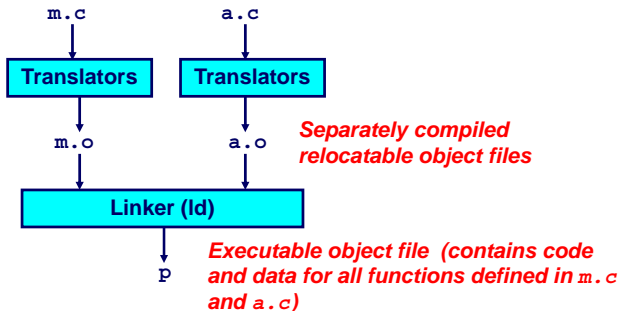 m.c
a.c
Translators
Translators
m.o
a.o
Separately compiled
relocatable object files
Linker (ld)
p
Executable object file (contains code
and data for all functions defined in m.c
and a.c)